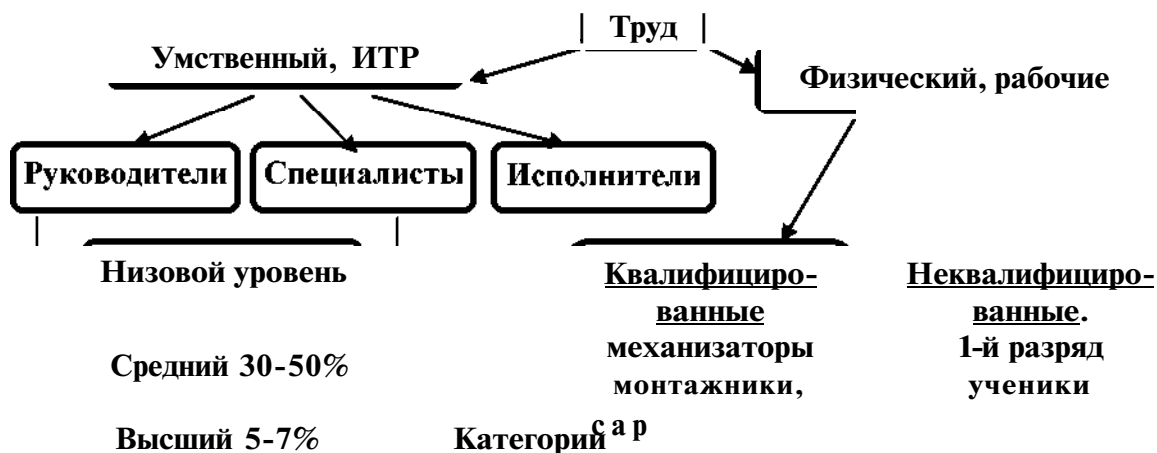 Труд
Умственный, ИТР
Физический, рабочие
Руководители
Специалисты
Исполнители
Низовой уровень
Средний 30-50%
Высший 5-7%
Категорий
Квалифициро-
ванные
механизаторы
монтажники,
сар
Неквалифициро-
ванные.
1-й разряд
ученики